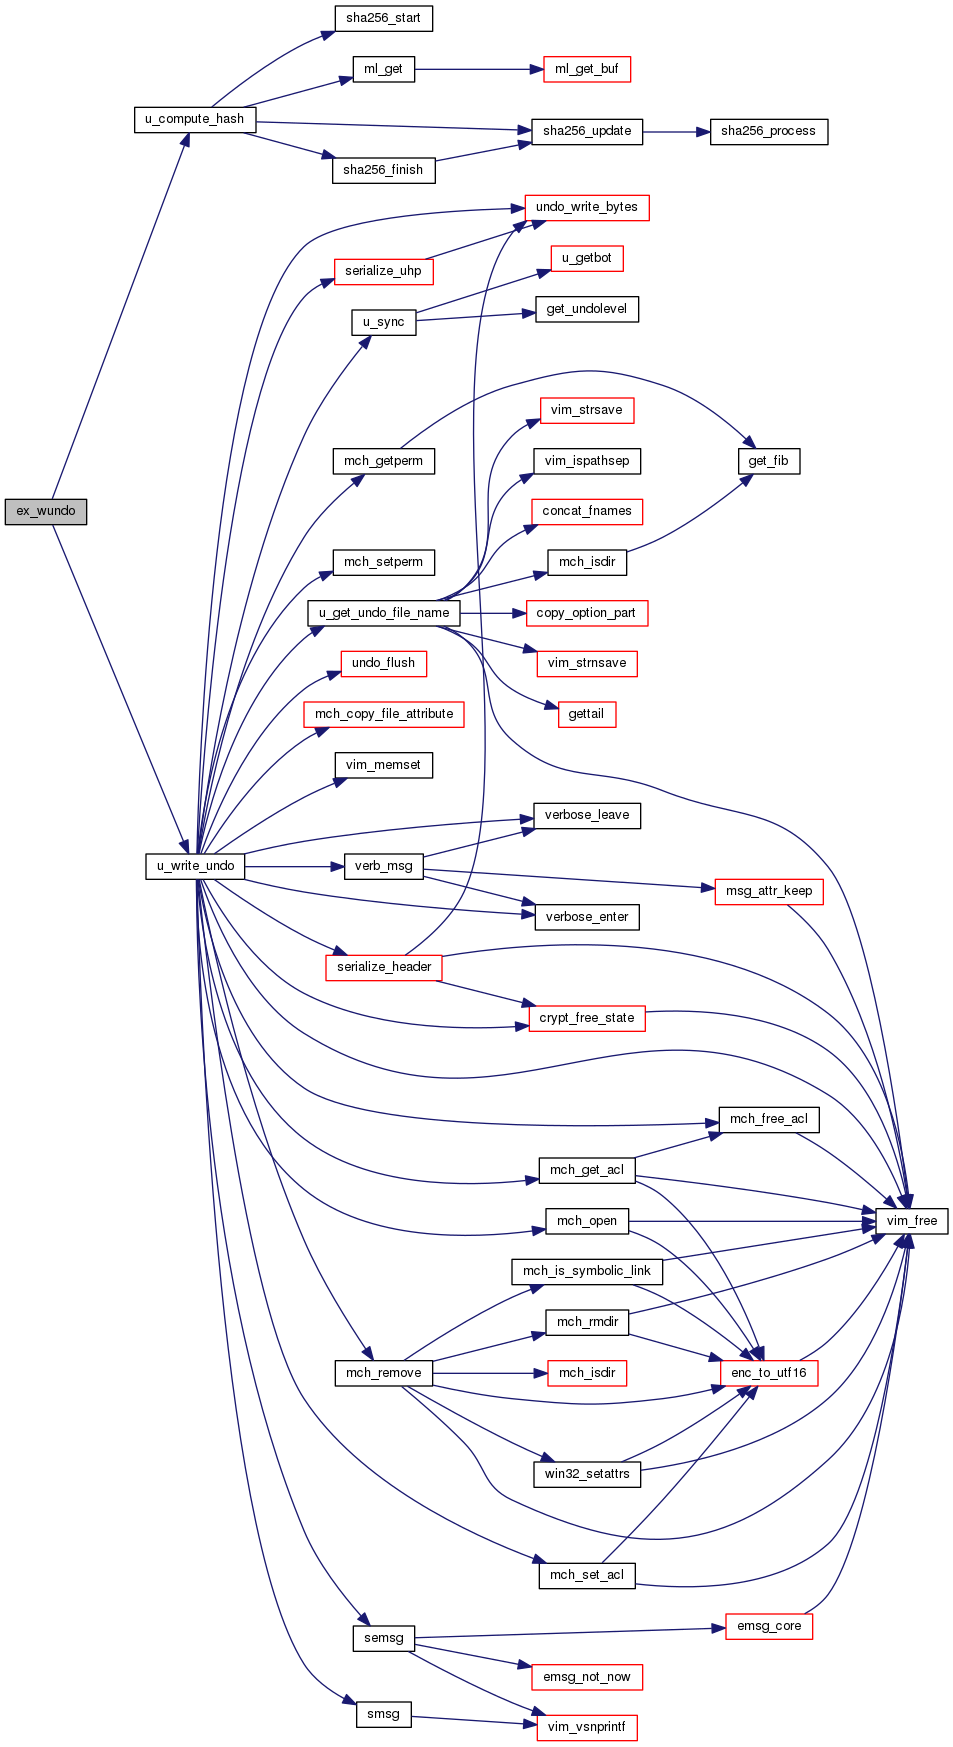 sha256_start
ml_get
ml_get_buf
u_compute_hash
sha256_update
sha256_process
sha256_finish
undo_write_bytes
u_getbot
serialize_uhp
get_undolevel
u_sync
vim_strsave
mch_getperm
vim_ispathsep
get_fib
ex_wundo
concat_fnames
mch_setperm
mch_isdir
u_get_undo_file_name
copy_option_part
undo_flush
vim_strnsave
mch_copy_file_attribute
gettail
vim_memset
verbose_leave
u_write_undo
verb_msg
msg_attr_keep
verbose_enter
serialize_header
crypt_free_state
mch_free_acl
mch_get_acl
mch_open
vim_free
mch_is_symbolic_link
mch_rmdir
mch_remove
mch_isdir
enc_to_utf16
win32_setattrs
mch_set_acl
emsg_core
semsg
emsg_not_now
smsg
vim_vsnprintf